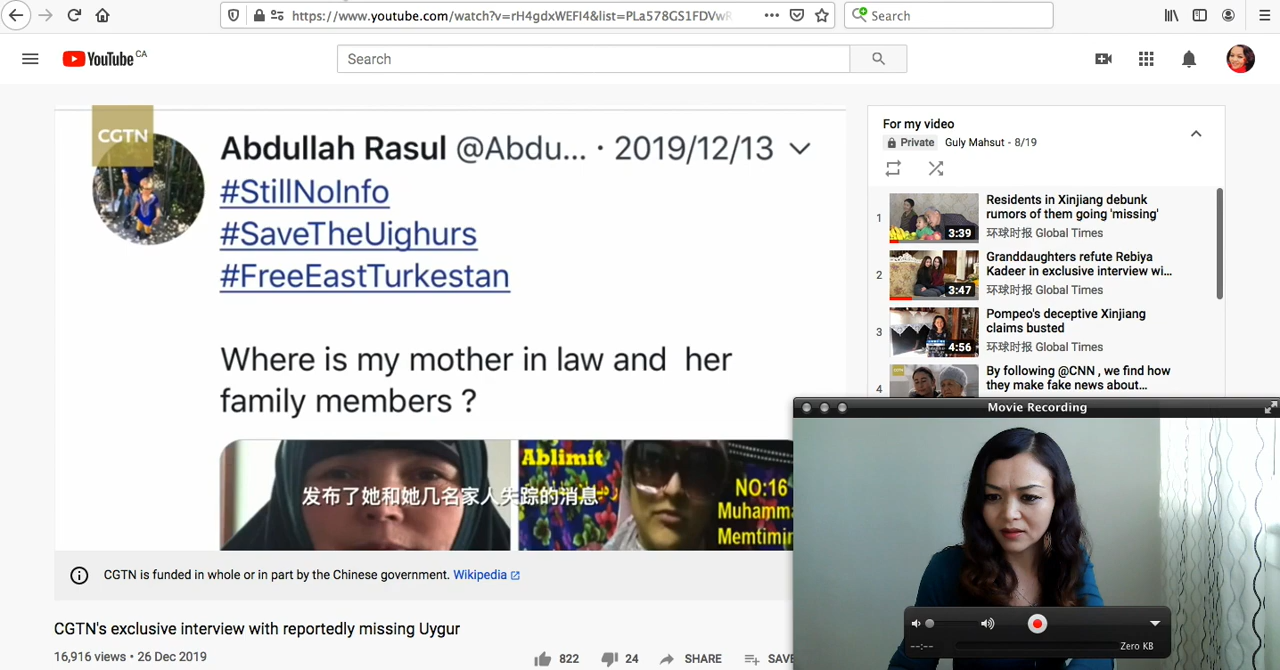 https://www.youtube.com/watch?v=rH4gdxWEFI4&list=PLa578GS1FDVwR
Search
YouTube CA
Search
CGTN
Abdullah Rasul @Abdu... · 2019/12/13
#StillNoInfo
#SaveTheUighurs
#FreeEastTurkestan
Where is my mother in law and her
family members ?
Ablimit
NO:16
Muhamma
Memtimin
发布了她和她几名家人失踪的消息
CGTN is funded in whole or in part by the Chinese government. Wikipedia
CGTN's exclusive interview with reportedly missing Uygur
16,916 views • 26 Dec 2019
822
24
SHARE
SAVE
For my video
Private Guly Mahsut - 8/19
1
3:39
Residents in Xinjiang debunk
rumors of them going 'missing'
环球时报 Global Times
2
3:47
Granddaughters refute Rebiya
Kadeer in exclusive interview wi...
环球时报 Global Times
3
4:56
Pompeo's deceptive Xinjiang
claims busted
环球时报 Global Times
4
By following @CNN , we find how
they make fake news about...
Movie Recording
--:--
Zero KB